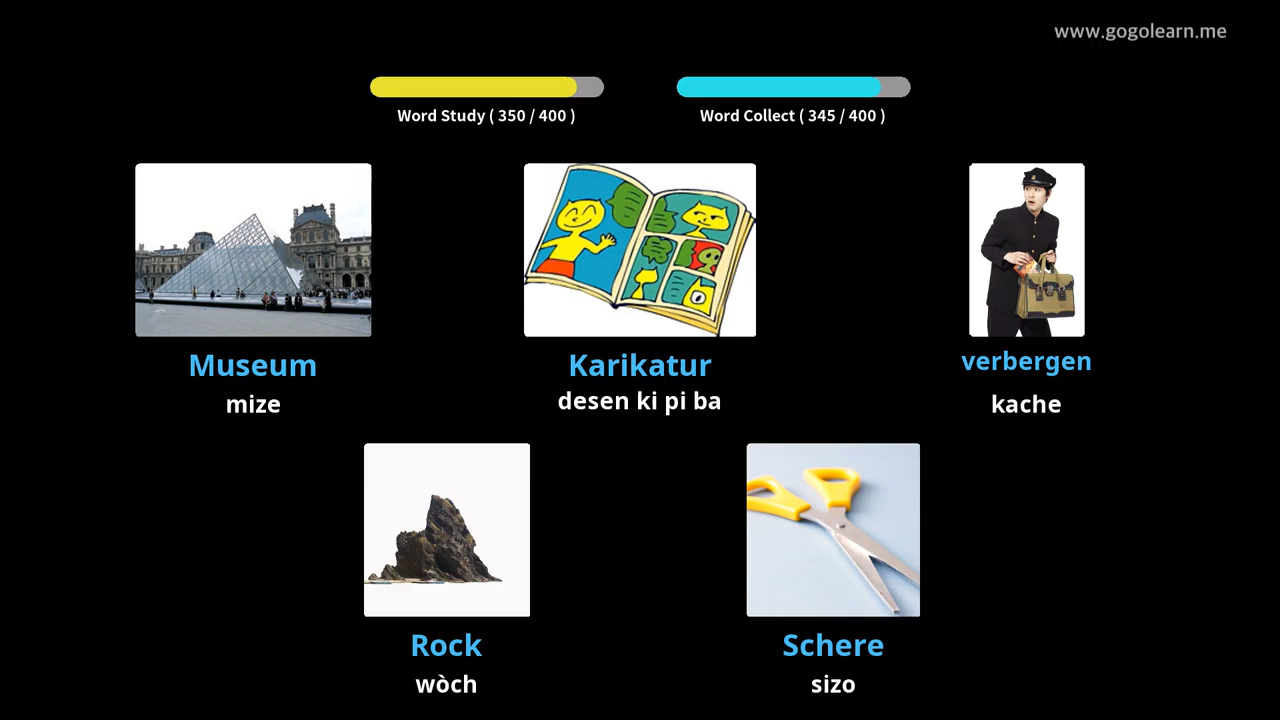 www.gogolearn.me
Word Study ( 350 / 400 )
Word Collect ( 345 / 400 )
Museum
mize
Karikatur
desen ki pi ba
verbergen
kache
Rock
wòch
Schere
sizo